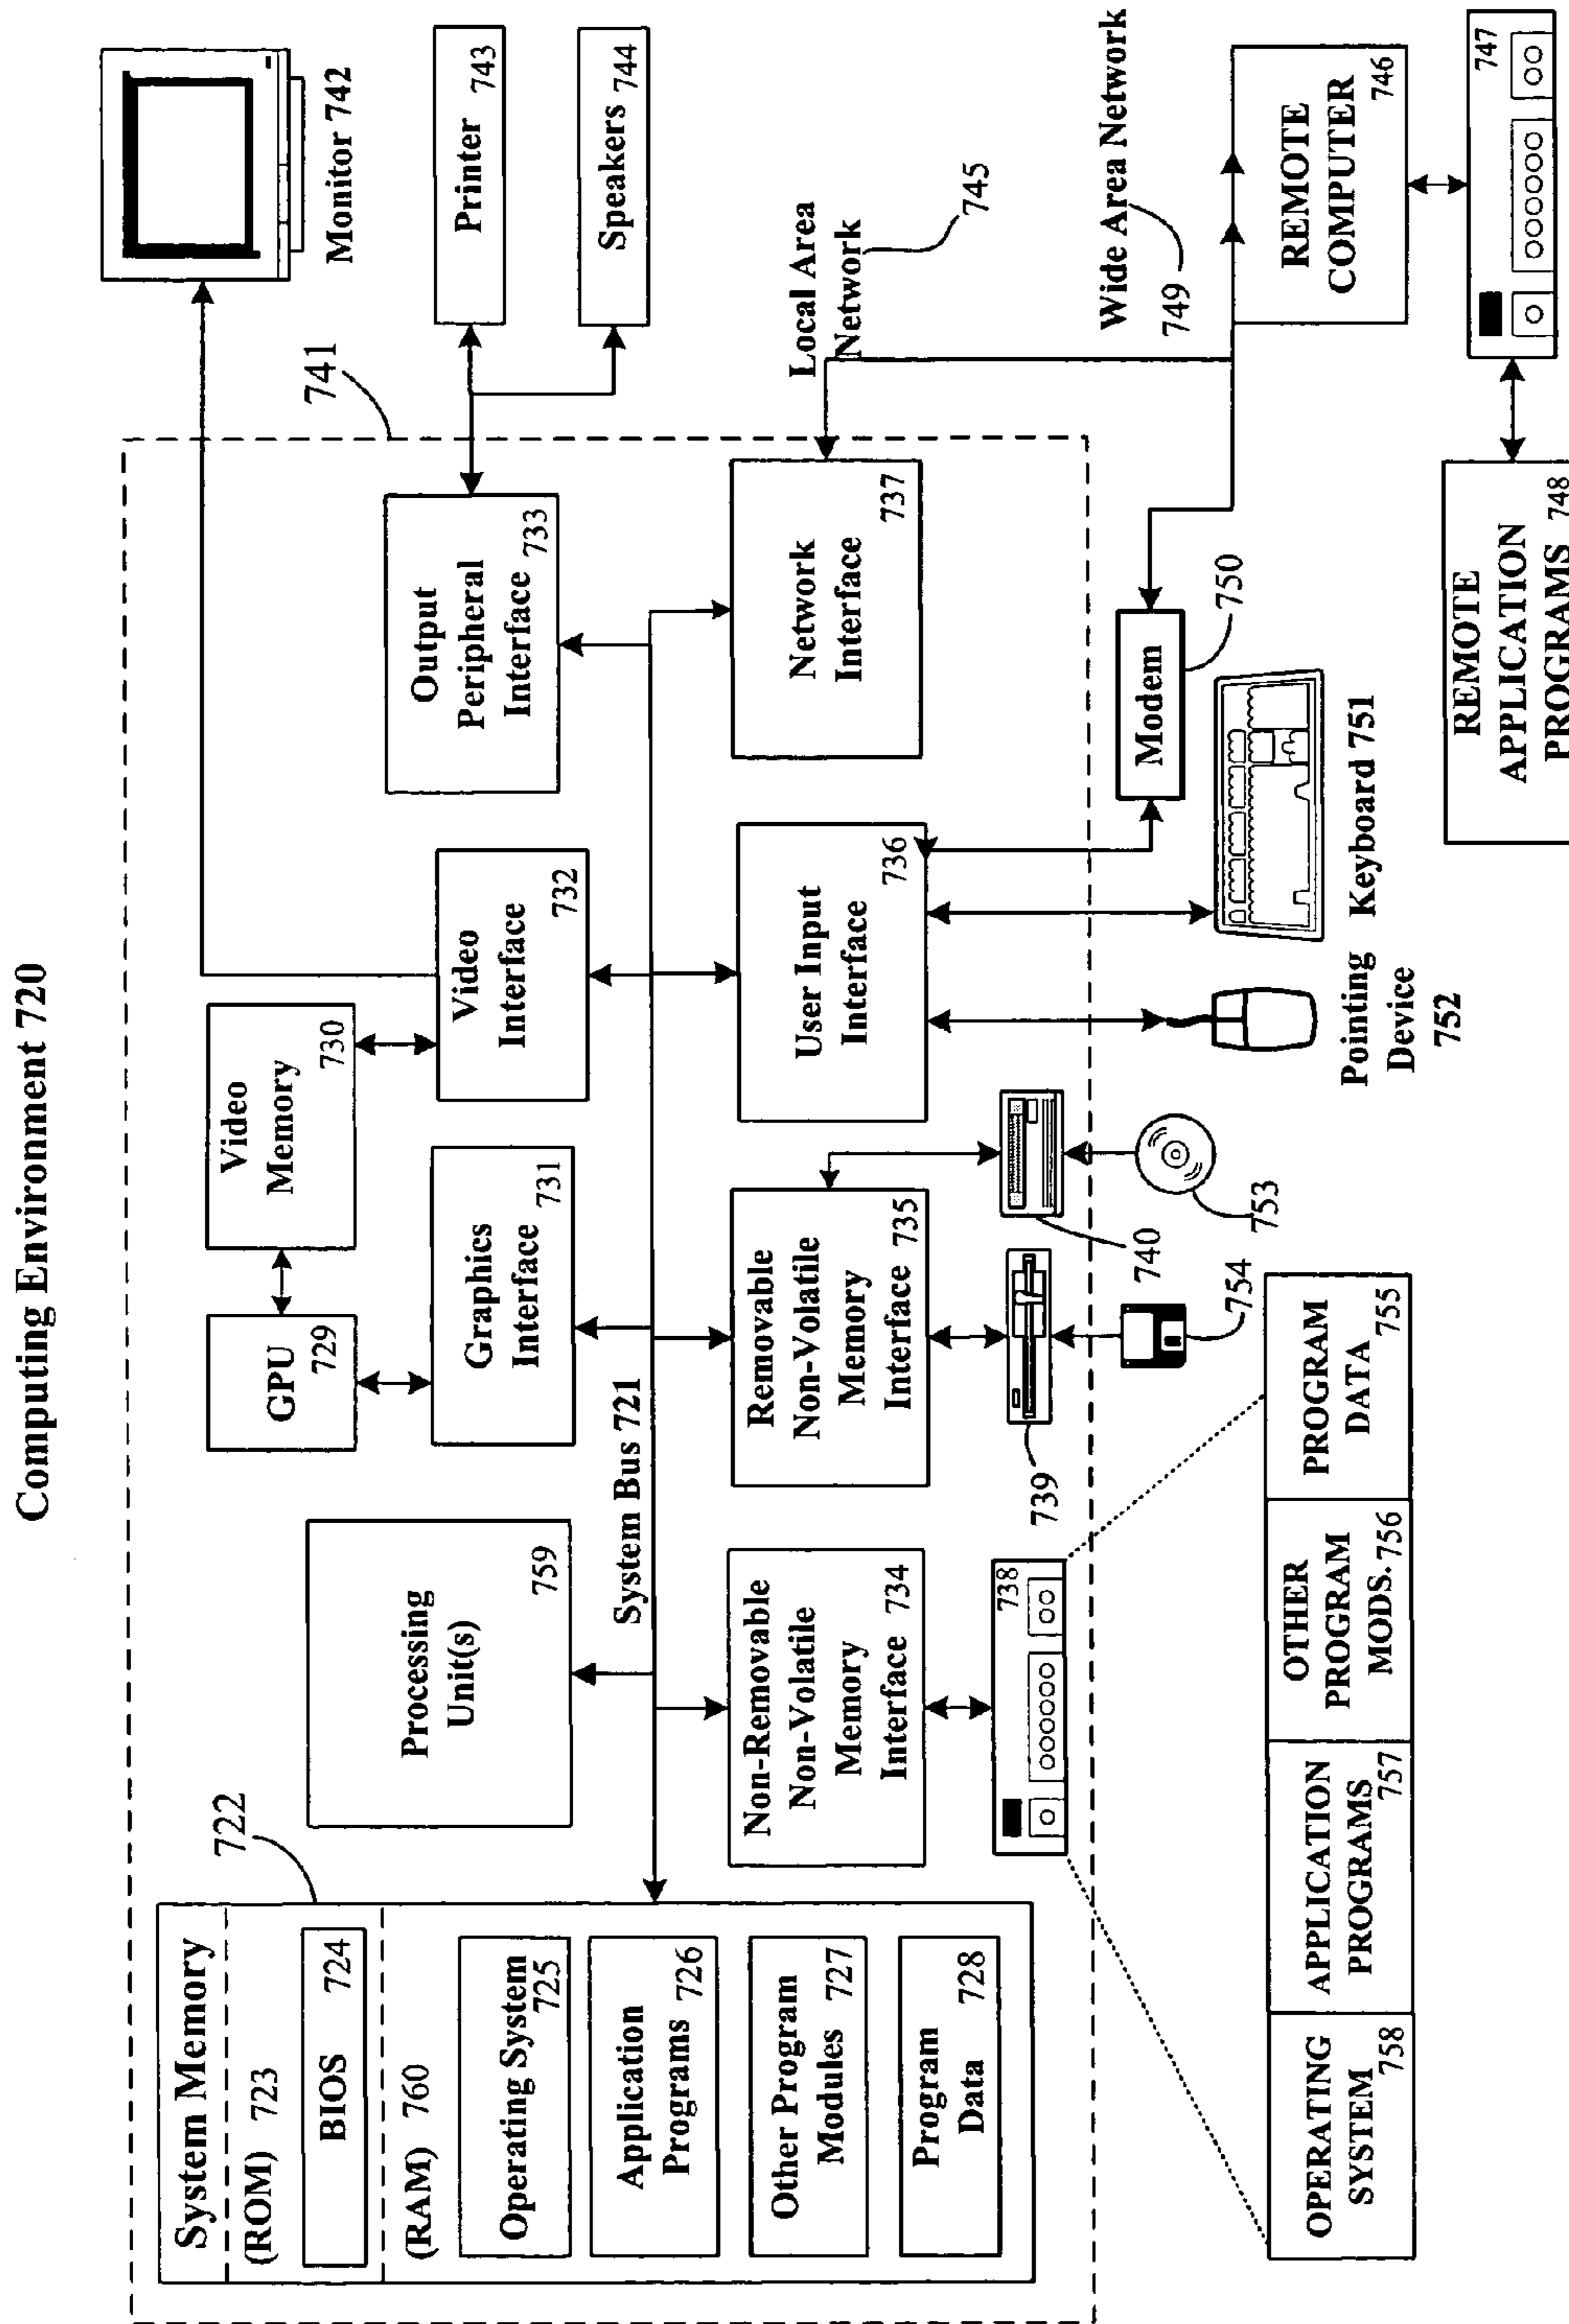 Computing Environment 720
System Memory
722
(ROM) 723
BIOS 724
(RAM) 760
Operating System
725
Application
Programs 726
Other Program
Modules 727
Program
Data 728
Processing
Unit(s)
759
System Bus 721
GPU
729
Video
Memory
730
Graphics
Interface
731
Video
Interface
732
Output
Peripheral
Interface 733
741
Monitor 742
Printer 743
Speakers 744
Non-Removable
Non-Volatile
Memory
Interface 734
Removable
Non-Volatile
Memory
Interface 735
User Input
Interface
736
Network
Interface
737
Local Area
Network
745
738
739
740
753
754
Modem
750
Wide Area Network
749
REMOTE
COMPUTER
746
747
Pointing
Device
752
Keyboard 751
OPERATING
SYSTEM 758
APPLICATION
PROGRAMS
757
OTHER
PROGRAM
MODS. 756
PROGRAM
DATA
755
REMOTE
APPLICATION
PROGRAMS 748